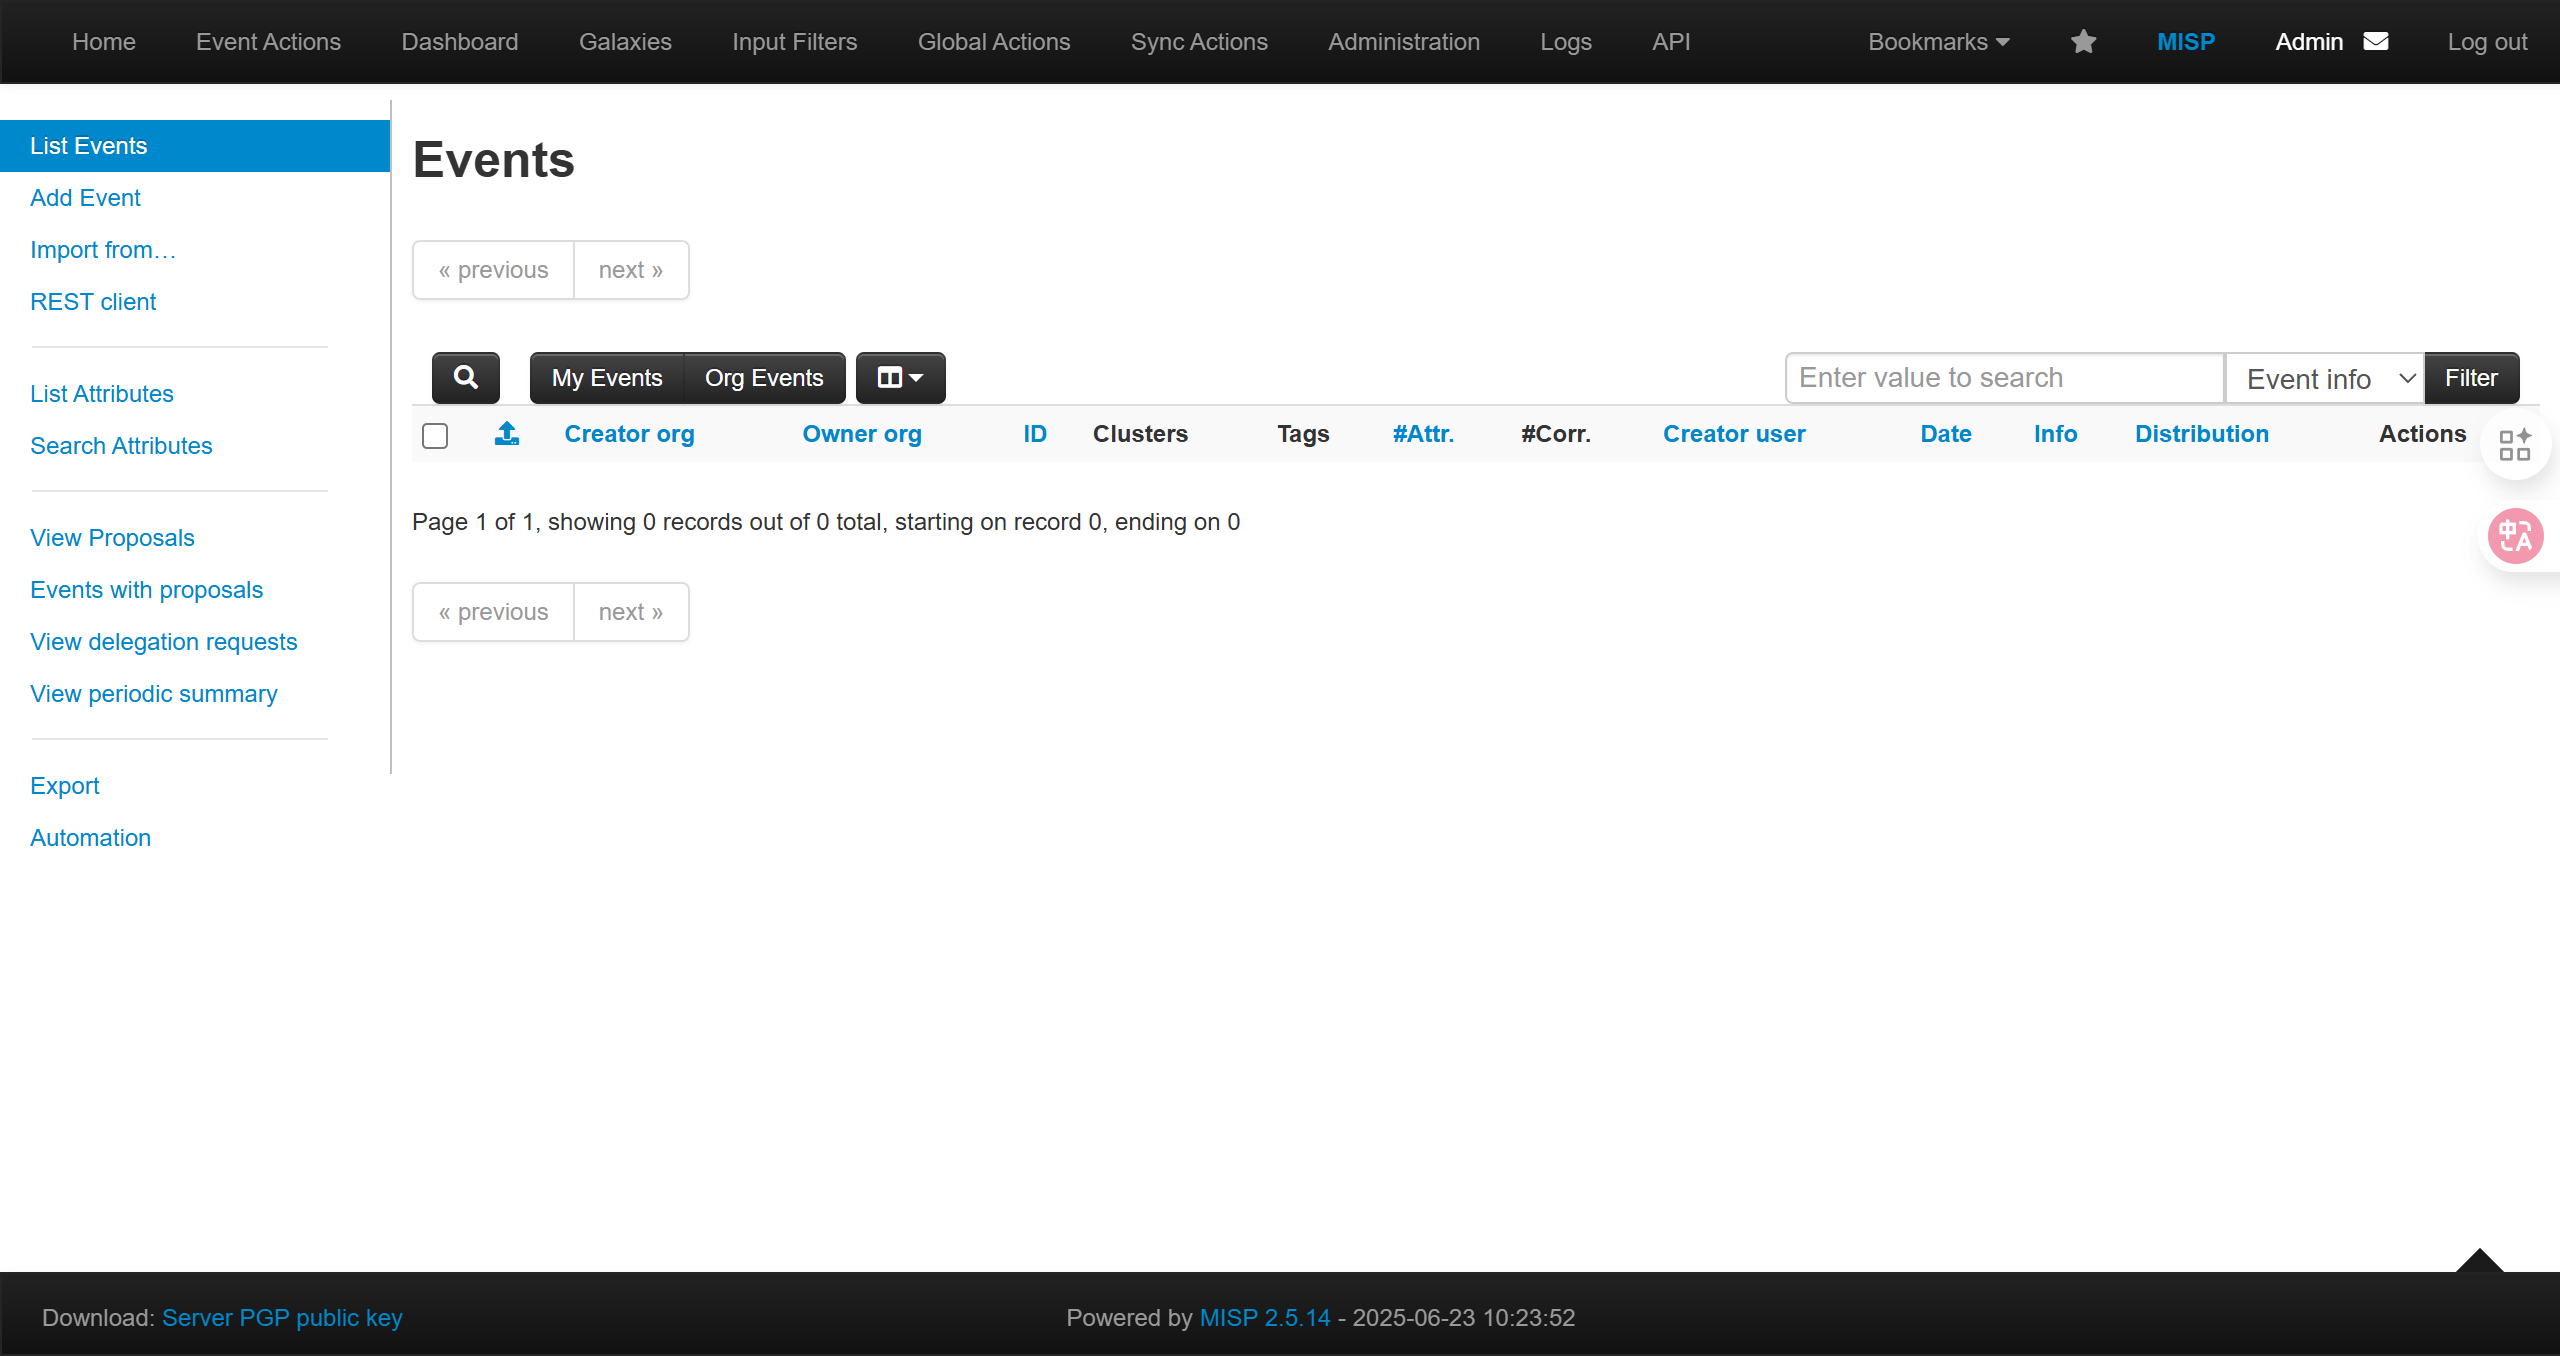 Home Event Actions Dashboard Galaxies Input Filters Global Actions Sync Actions Administration Logs API Bookmarks MISP Admin Log out
List Events
Add Event
Import from…
REST client
List Attributes
Search Attributes
View Proposals
Events with proposals
View delegation requests
View periodic summary
Export
Automation
Events
« previous next »
My Events Org Events Enter value to search Event info Filter
Creator org Owner org ID Clusters Tags #Attr. #Corr. Creator user Date Info Distribution Actions
Page 1 of 1, showing 0 records out of 0 total, starting on record 0, ending on 0
« previous next »
中A
Download: Server PGP public key Powered by MISP 2.5.14 - 2025-06-23 10:23:52